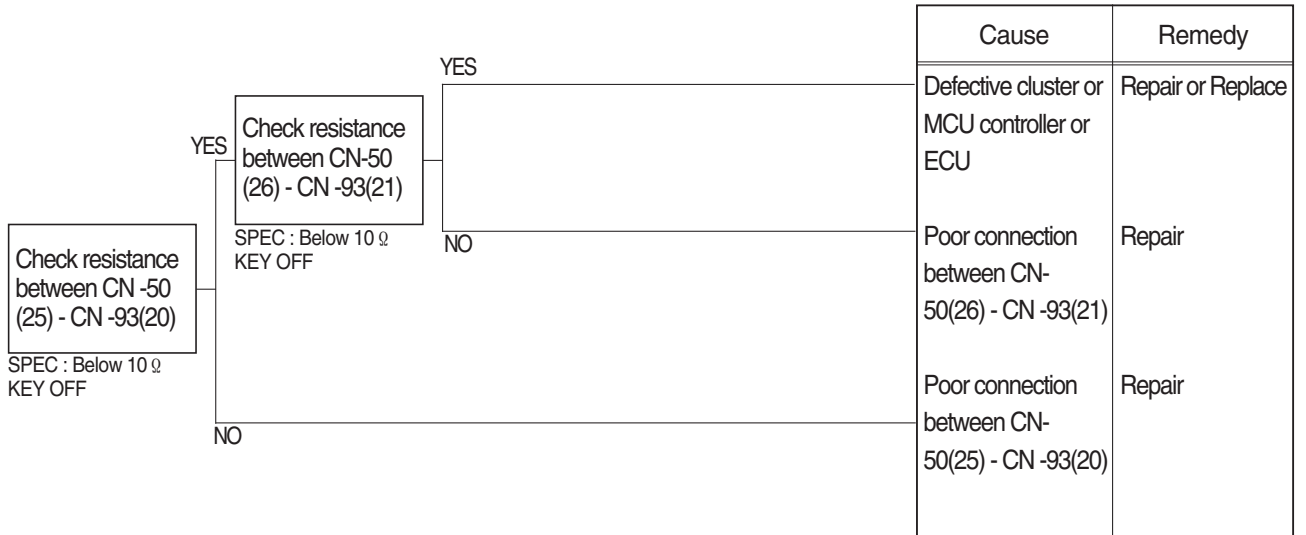 Cause Remedy
YES
Defective cluster or Repair or Replace
MCU controller or
ECU
YES
Check resistance
between CN-50
(26) - CN -93(21)
SPEC : Below 10 Ω
KEY OFF
NO
Poor connection Repair
between CN-
50(26) - CN -93(21)
Check resistance
between CN -50
(25) - CN -93(20)
SPEC : Below 10 Ω
KEY OFF
NO
Poor connection Repair
between CN-
50(25) - CN -93(20)